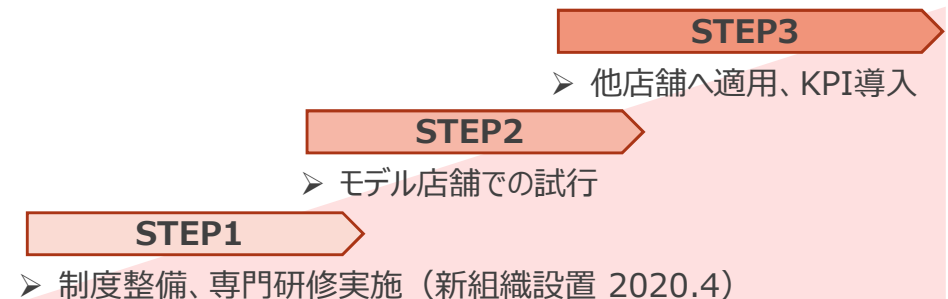 STEP3
➢ 他店舗へ適用、KPI導入
STEP2
➢ モデル店舗での試行
STEP1
➢ 制度整備、専門研修実施（新組織設置 2020.4）